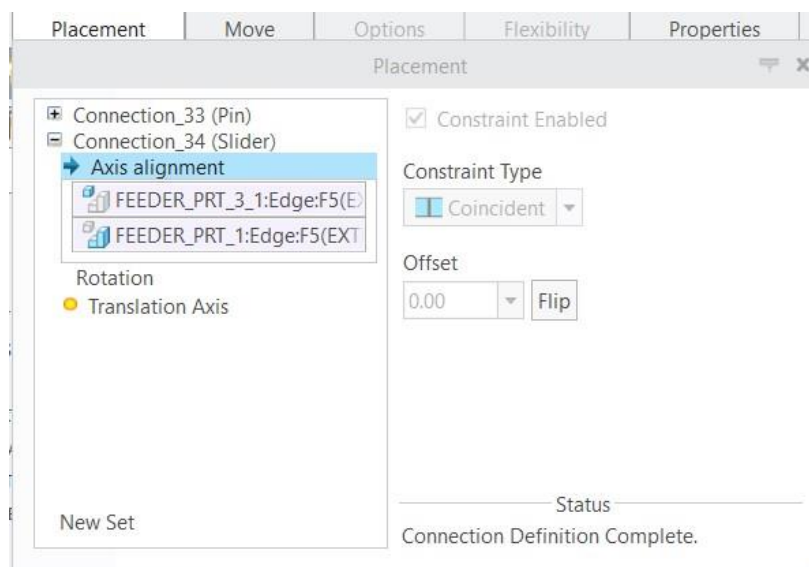 Placement Move Options Flexibility Properties
Placement
Connection_33 (Pin)
Connection_34 (Slider)
Axis alignment
FEEDER_PRT_3_1:Edge:F5(E
FEEDER_PRT_1:Edge:F5(EXT
Rotation
Translation Axis
New Set
Constraint Enabled
Constraint Type
Coincident
Offset
0.00 Flip
Status
Connection Definition Complete.